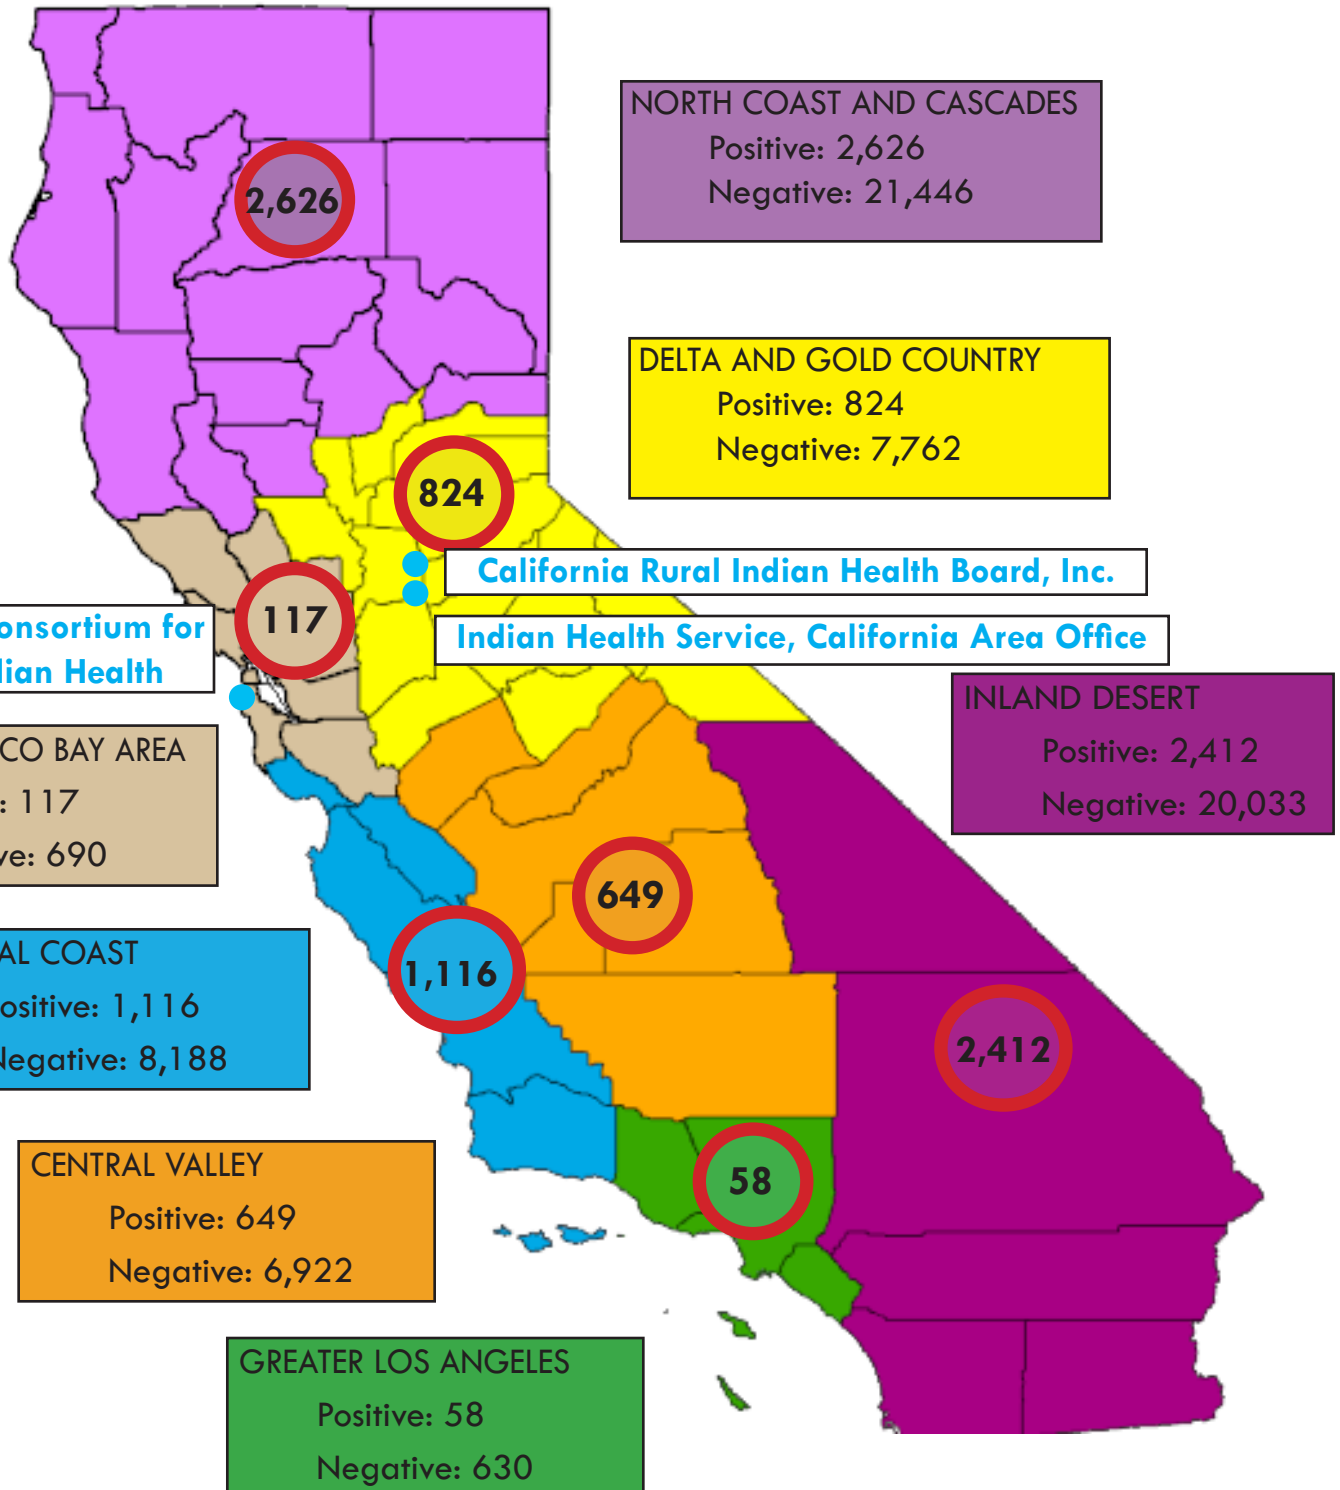 NORTH COAST AND CASCADES
Positive: 2,626
Negative: 21,446
2,626
DELTA AND GOLD COUNTRY
Positive: 824
Negative: 7,762
824
California Rural Indian Health Board, Inc.
117
onsortium for
dian Health
Indian Health Service, California Area Office
INLAND DESERT
Positive: 2,412
Negative: 20,033
CO BAY AREA
: 117
ve: 690
649
AL COAST
ositive: 1,116
Negative: 8,188
1,116
2,412
CENTRAL VALLEY
Positive: 649
Negative: 6,922
58
GREATER LOS ANGELES
Positive: 58
Negative: 630